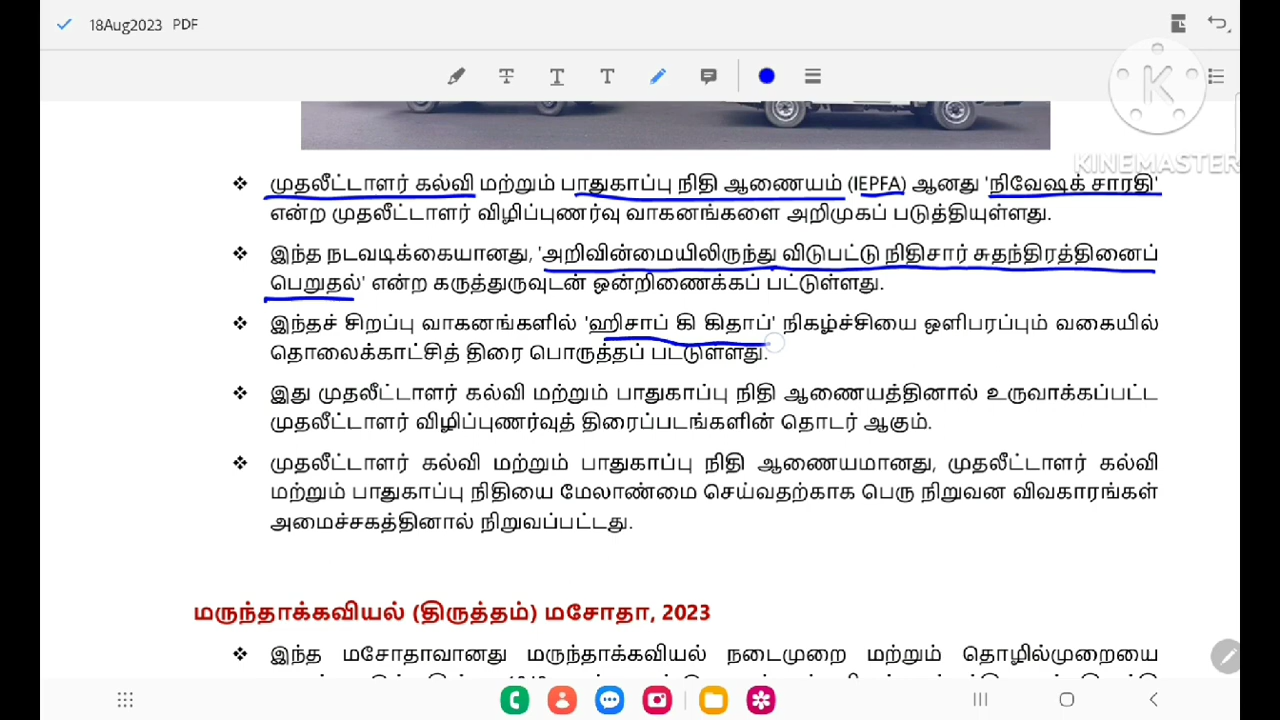 18Aug2023 PDF
KINEMASTER
முதலீட்டாளர் கல்வி மற்றும் பாதுகாப்பு நிதி ஆணையம் (IEPFA) ஆனது 'நிவேஷக் சாரதி'
என்ற முதலீட்டாளர் விழிப்புணர்வு வாகனங்களை அறிமுகப் படுத்தியுள்ளது.
இந்த நடவடிக்கையானது, 'அறிவின்மையிலிருந்து விடுபட்டு நிதிசார் சுதந்திரத்தினைப்
பெறுதல்' என்ற கருத்துருவுடன் ஒன்றிணைக்கப் பட்டுள்ளது.
இந்தச் சிறப்பு வாகனங்களில் 'ஹிசாப் கி கிதாப்' நிகழ்ச்சியை ஒளிபரப்பும் வகையில்
தொலைக்காட்சித் திரை பொருத்தப் பட்டுள்ளது.
இது முதலீட்டாளர் கல்வி மற்றும் பாதுகாப்பு நிதி ஆணையத்தினால் உருவாக்கப்பட்ட
முதலீட்டாளர் விழிப்புணர்வுத் திரைப்படங்களின் தொடர் ஆகும்.
முதலீட்டாளர் கல்வி மற்றும் பாதுகாப்பு நிதி ஆணையமானது, முதலீட்டாளர் கல்வி
மற்றும் பாதுகாப்பு நிதியை மேலாண்மை செய்வதற்காக பெரு நிறுவன விவகாரங்கள்
அமைச்சகத்தினால் நிறுவப்பட்டது.
மருந்தாக்கவியல் (திருத்தம்) மசோதா, 2023
இந்த மசோதாவானது மருந்தாக்கவியல் நடைமுறை மற்றும் தொழில்முறையை